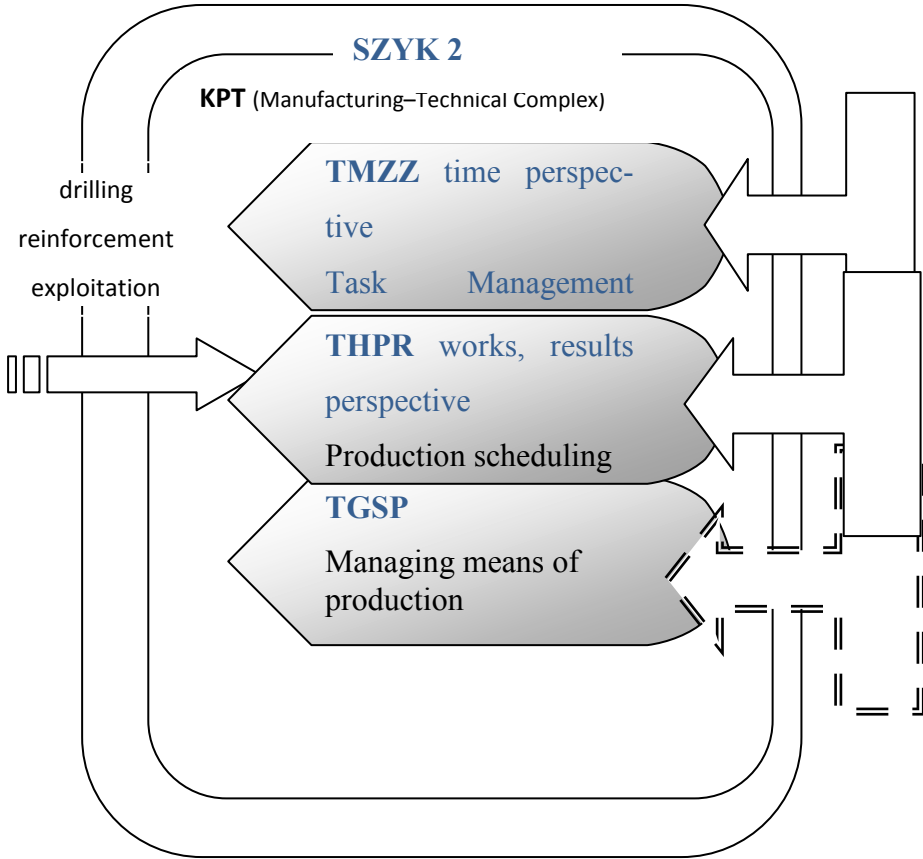 SZYK 2
KPT (Manufacturing–Technical Complex)
drilling
reinforcement
exploitation
TMZZ time perspec-
tive
Task Management
THPR works, results
perspective
Production scheduling
TGSP
Managing means of
production